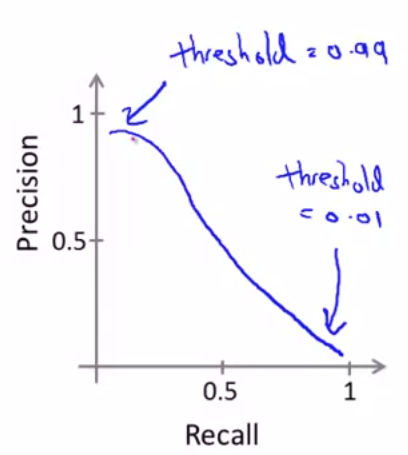 threshold = 0.99
1
Precision
0.5
threshold
= 0.01
0.5
1
Recall